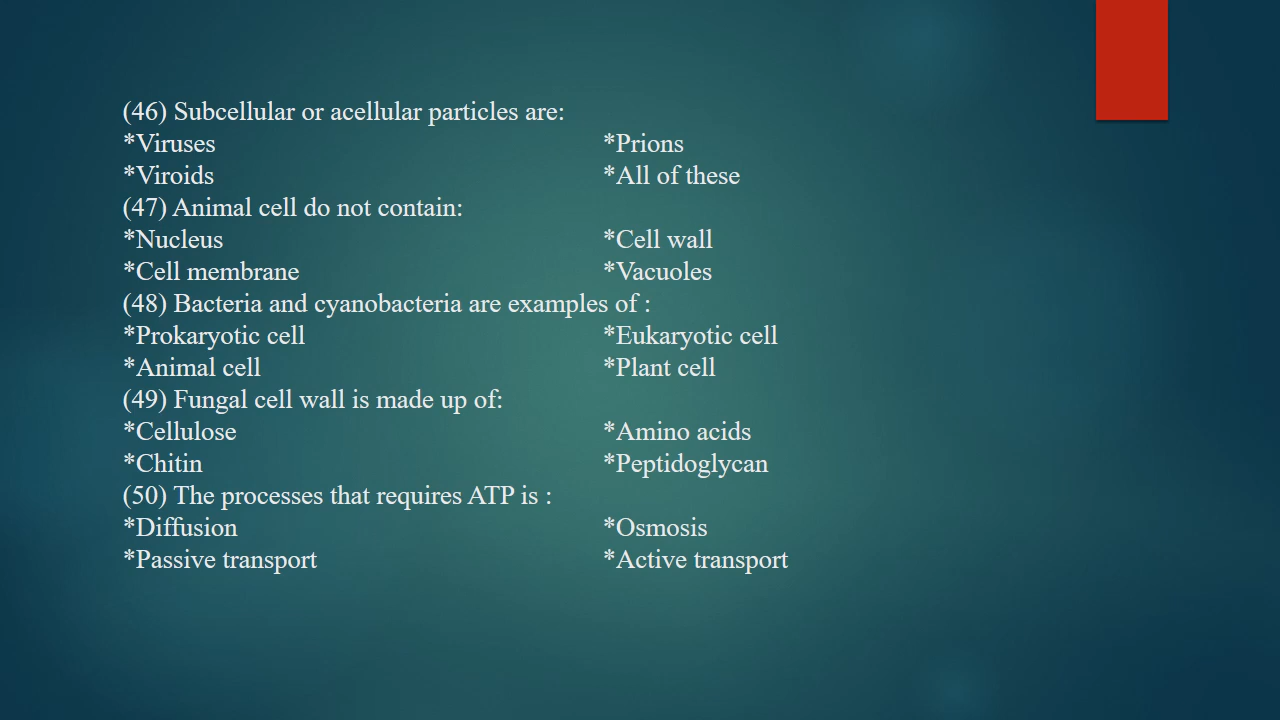 (46) Subcellular or acellular particles are:
*Viruses *Prions
*Viroids *All of these
(47) Animal cell do not contain:
*Nucleus *Cell wall
*Cell membrane *Vacuoles
(48) Bacteria and cyanobacteria are examples of :
*Prokaryotic cell *Eukaryotic cell
*Animal cell *Plant cell
(49) Fungal cell wall is made up of:
*Cellulose *Amino acids
*Chitin *Peptidoglycan
(50) The processes that requires ATP is :
*Diffusion *Osmosis
*Passive transport *Active transport